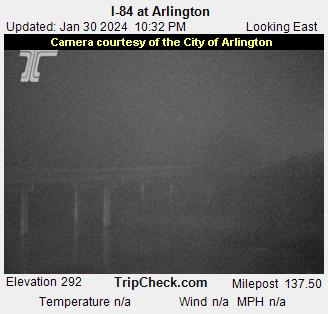 I-84 at Arlington
Updated: Jan 30 2024 10:32 PM Looking East
Camera courtesy of the City of Arlington
Elevation 292 TripCheck.com Milepost 137.50
Temperature n/a Wind n/a MPH n/a